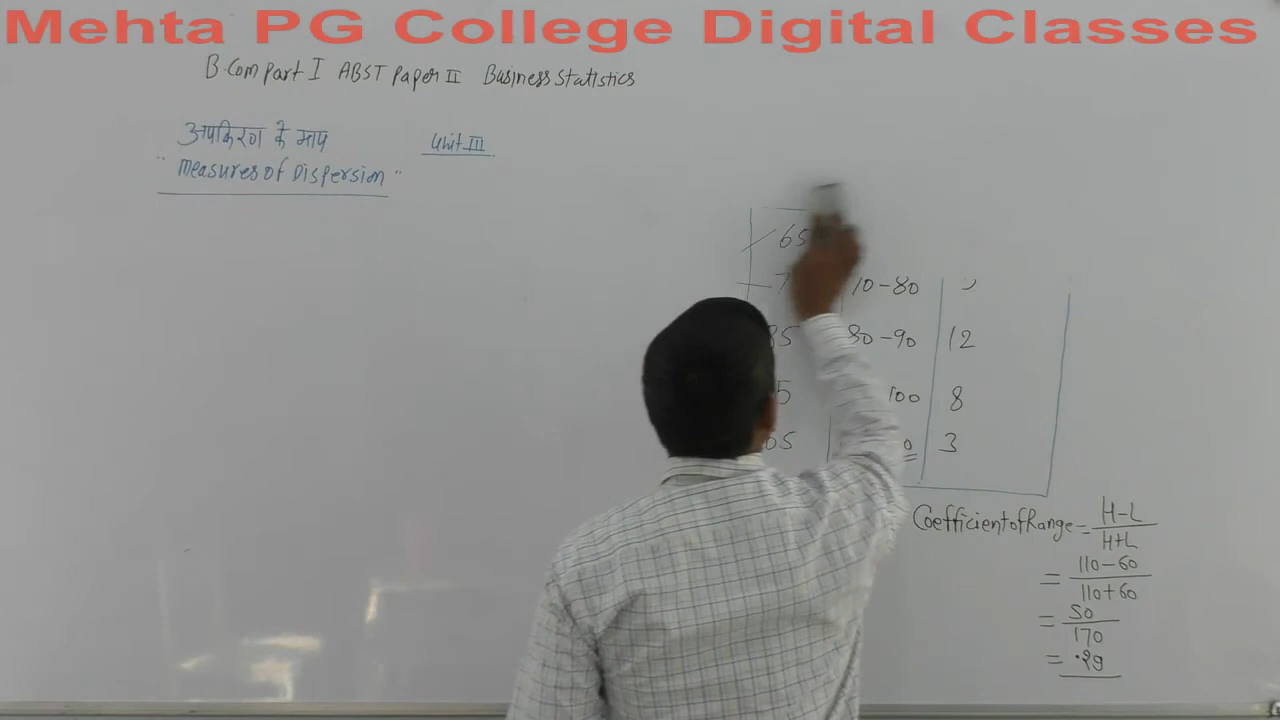 Mehta PG College Digital Classes
B.Com Part I ABST Paper II Business Statistics
अपकिरण के माप Unit III
"Measures of Dispersion"
65
7 70-80
85 80-90 12
5 100 8
05 0 3
Coefficient of Range = H-L
H+L
= 110-60
110+60
= 50
170
= .29